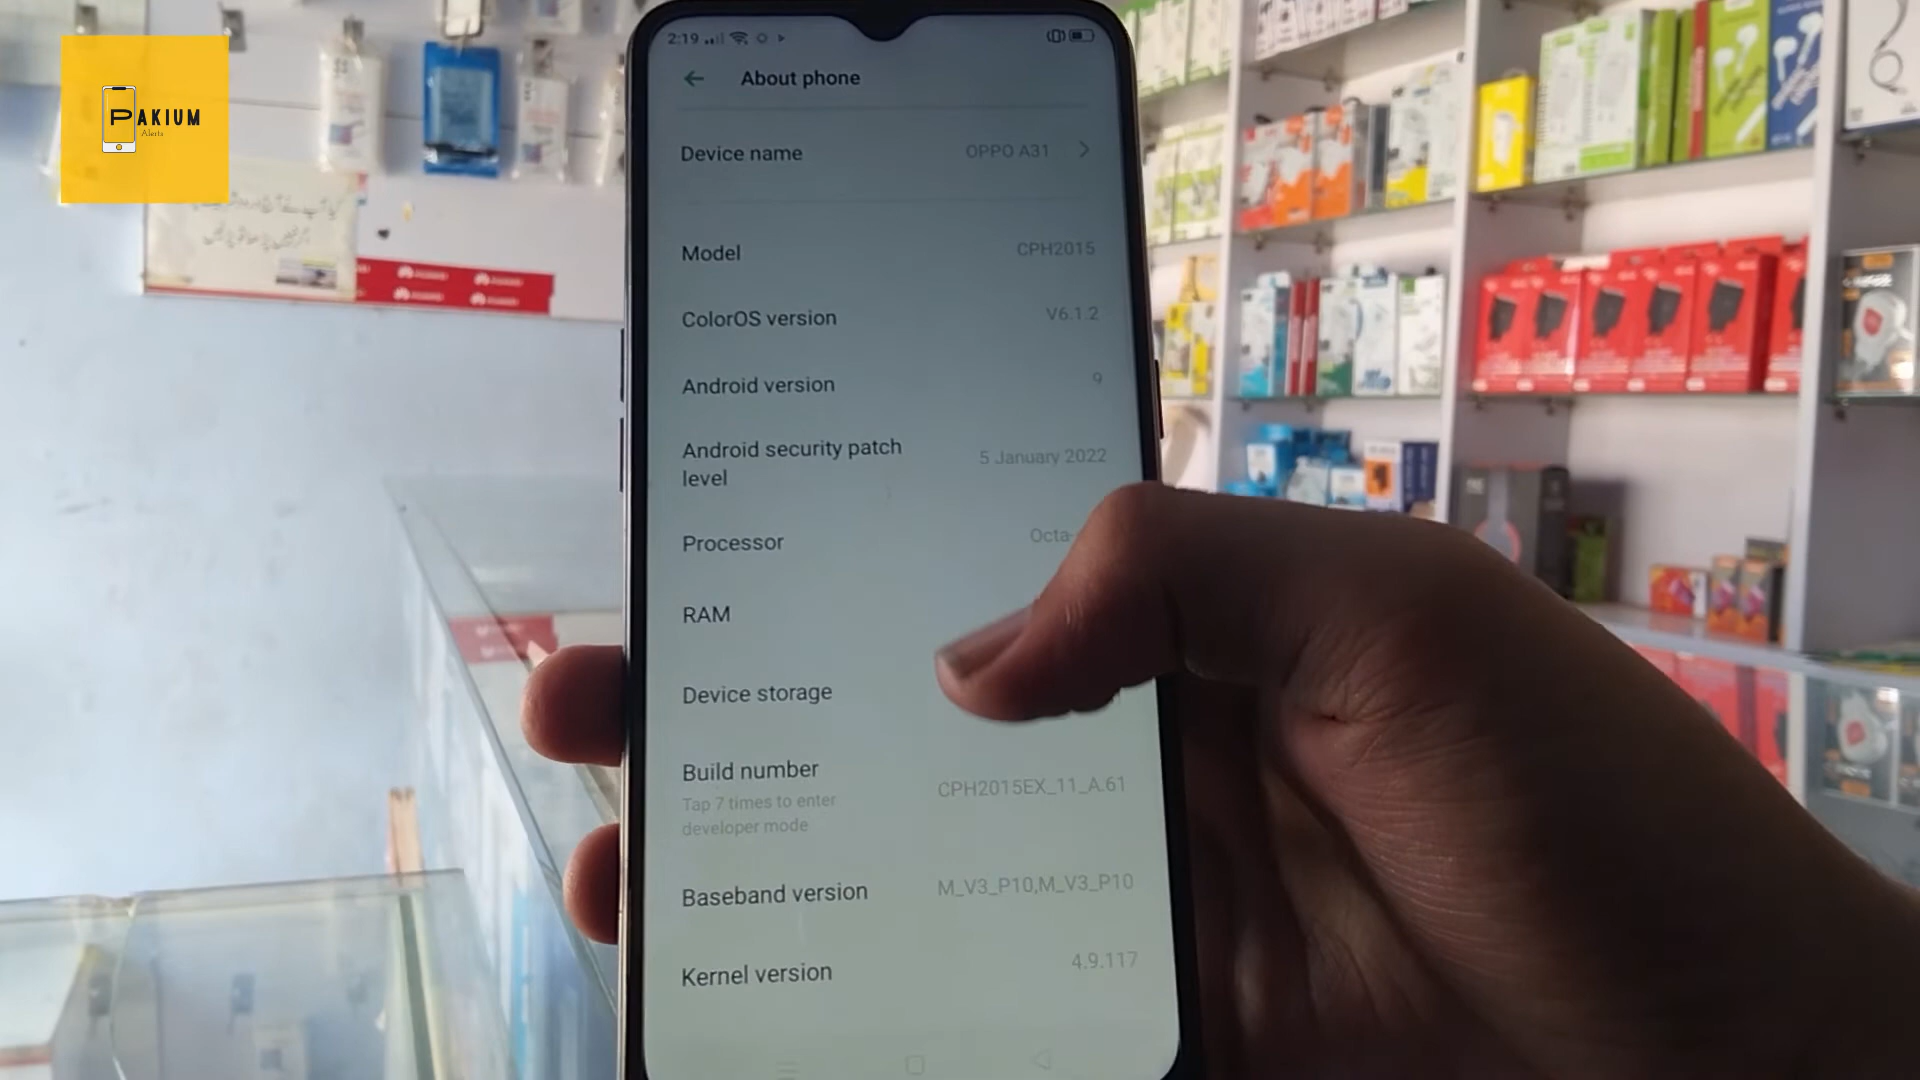 PAKIUM
Alerts
2:19
About phone
Device name OPPO A31
Model CPH2015
ColorOS version V6.1.2
Android version 9
Android security patch level 5 January 2022
Processor Octa-
RAM
Device storage
Build number CPH2015EX_11_A.61
Tap 7 times to enter
developer mode
Baseband version M_V3_P10,M_V3_P10
Kernel version 4.9.117